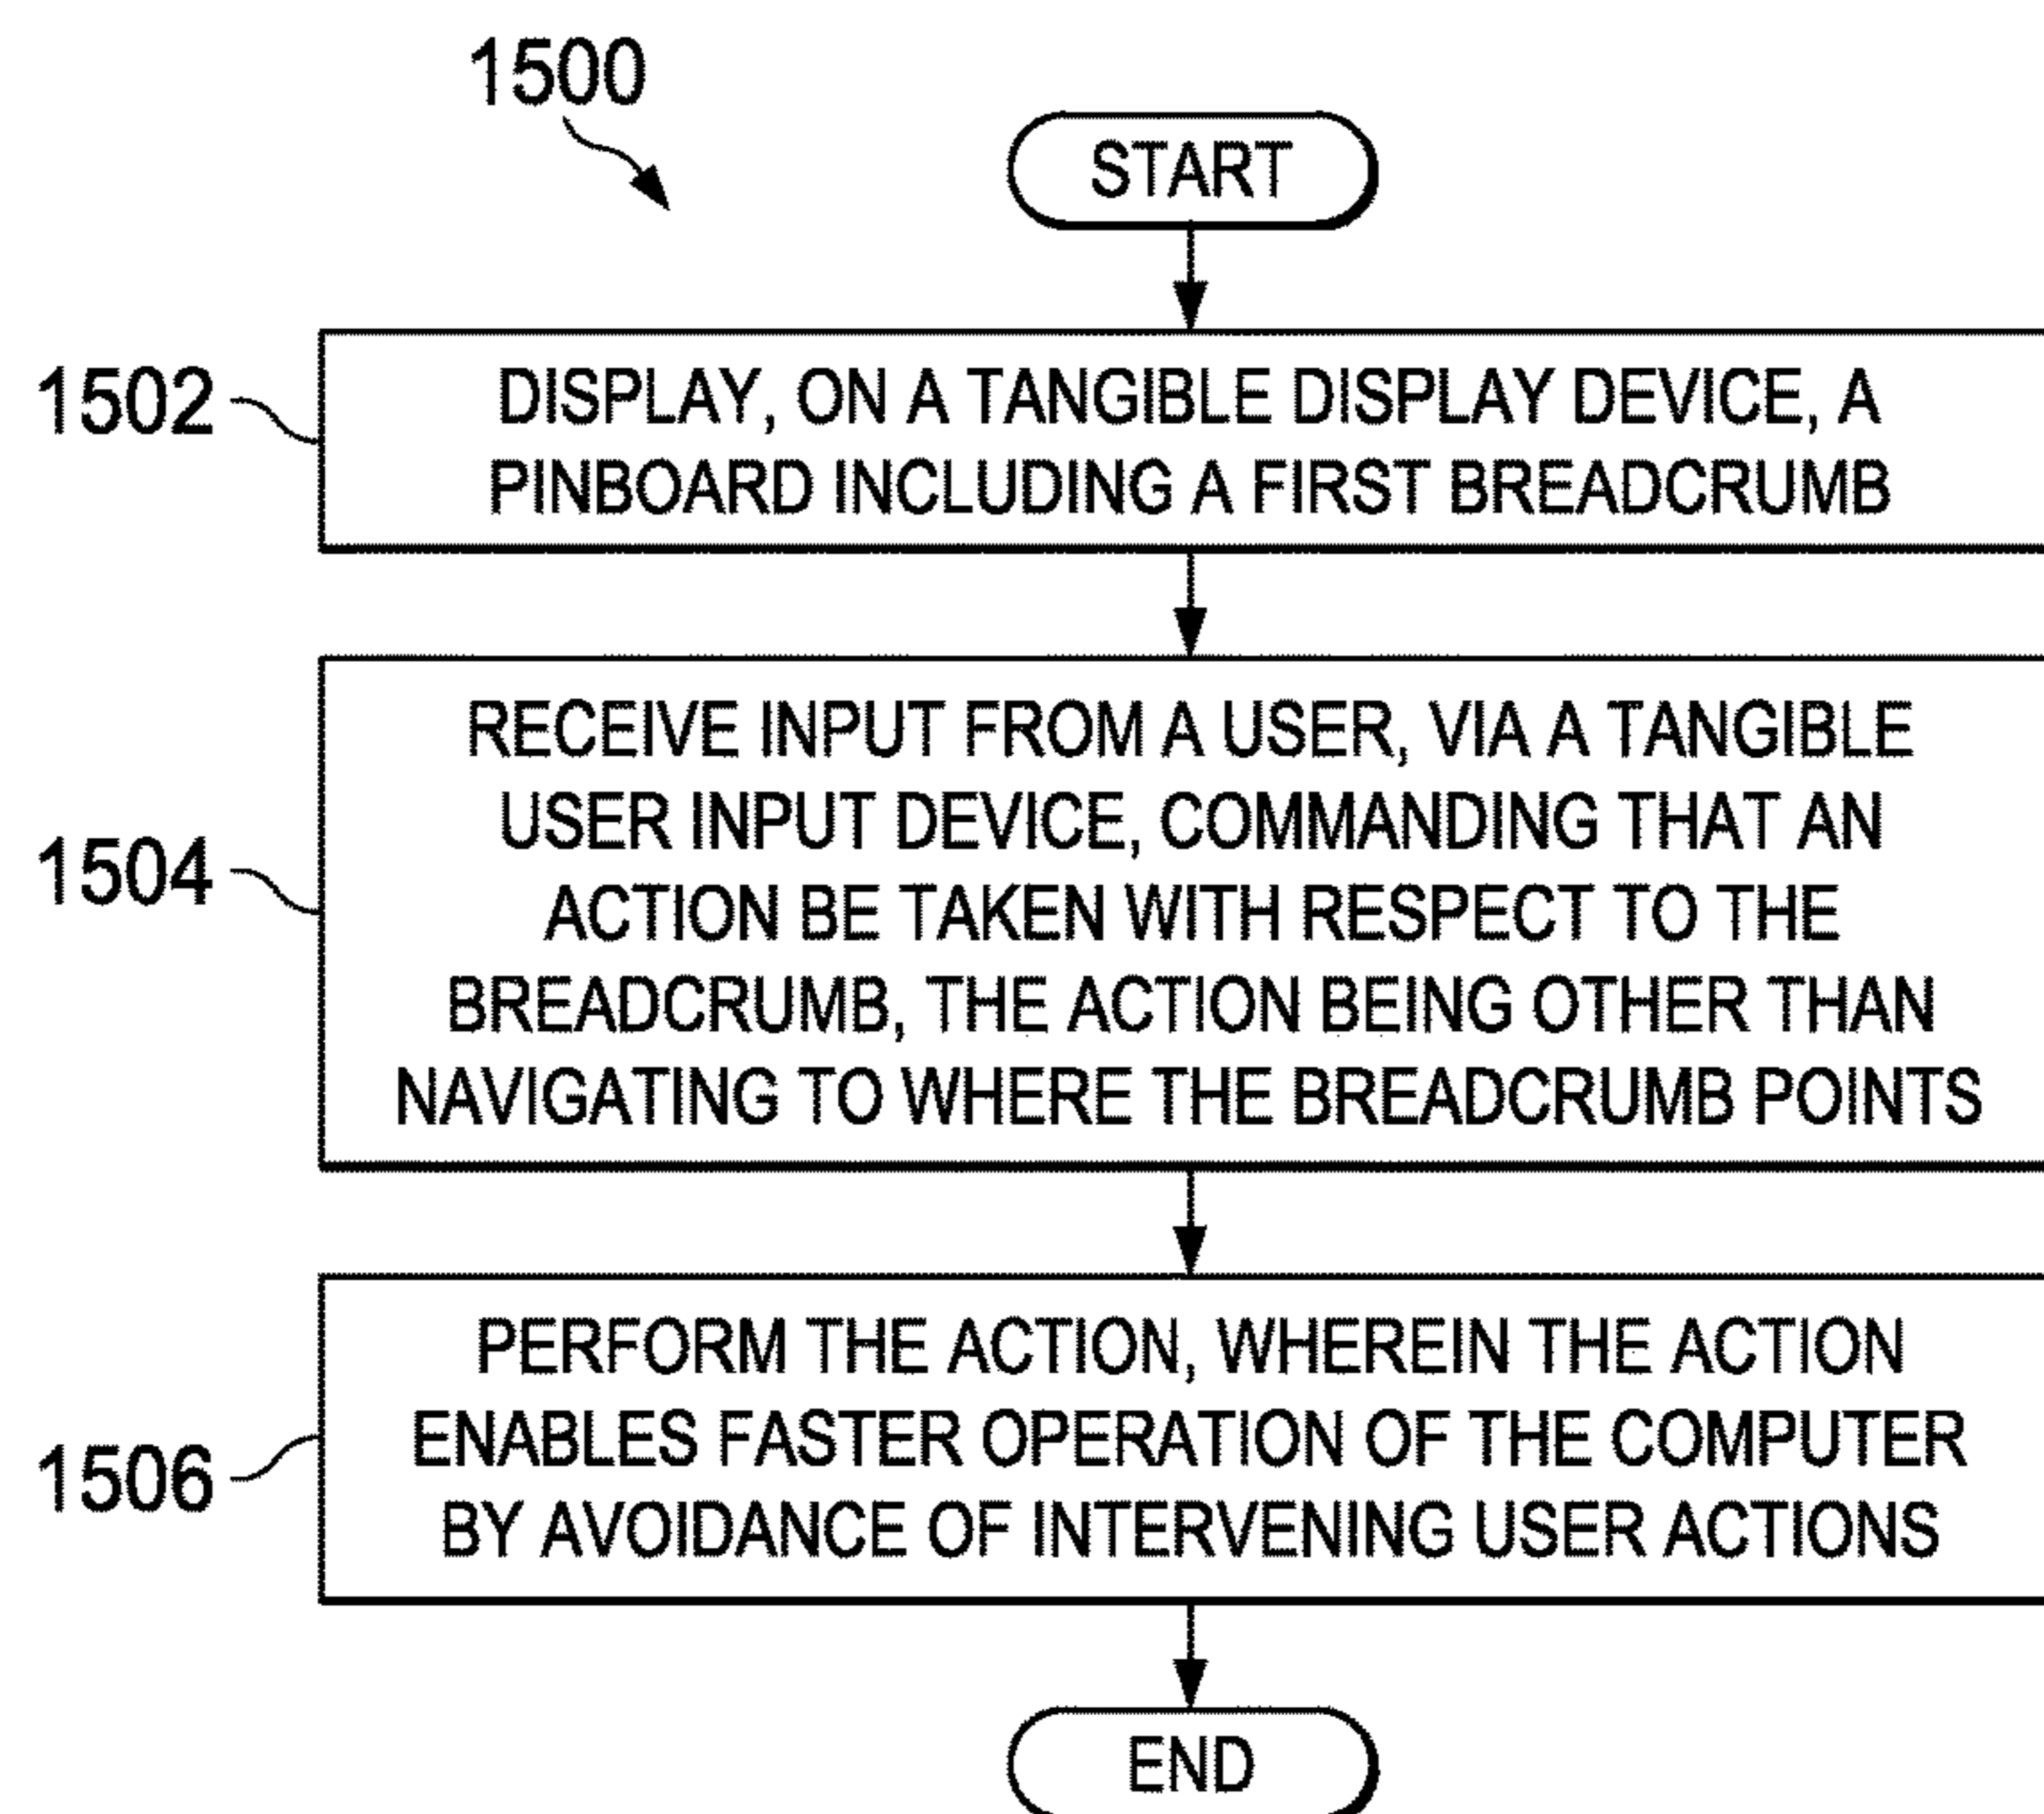 1500
START
1502
DISPLAY, ON A TANGIBLE DISPLAY DEVICE, A
PINBOARD INCLUDING A FIRST BREADCRUMB
1504
RECEIVE INPUT FROM A USER, VIA A TANGIBLE
USER INPUT DEVICE, COMMANDING THAT AN
ACTION BE TAKEN WITH RESPECT TO THE
BREADCRUMB, THE ACTION BEING OTHER THAN
NAVIGATING TO WHERE THE BREADCRUMB POINTS
1506
PERFORM THE ACTION, WHEREIN THE ACTION
ENABLES FASTER OPERATION OF THE COMPUTER
BY AVOIDANCE OF INTERVENING USER ACTIONS
END